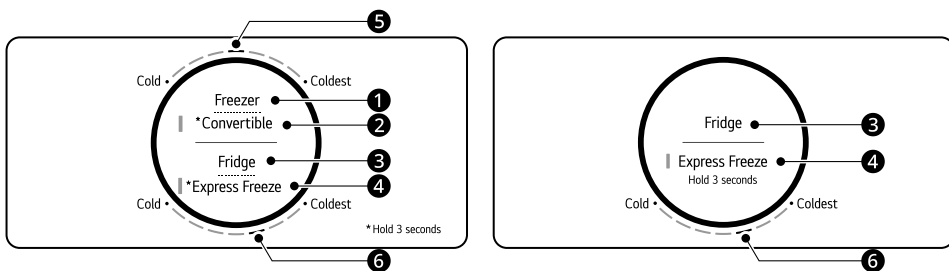 5
Cold Coldest
Freezer 1
*Convertible 2
Fridge 3
*Express Freeze 4
Cold Coldest
*Hold 3 seconds
6
Fridge 3
Express Freeze 4
Hold 3 seconds
Cold Coldest
6